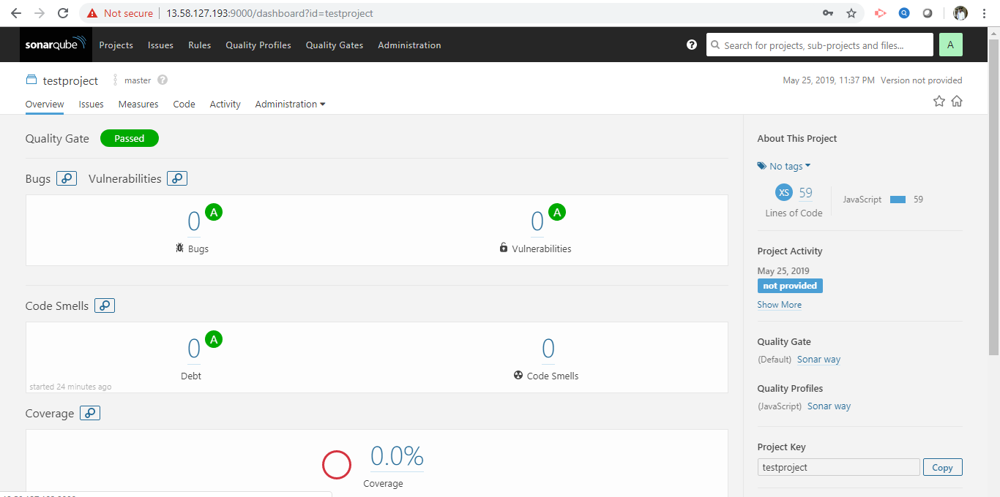 Not secure | 13.58.127.193:9000/dashboard?id=testproject
sonarqube Projects Issues Rules Quality Profiles Quality Gates Administration ? Search for projects, sub-projects and files... A
testproject master ? May 25, 2019, 11:37 PM Version not provided
Overview Issues Measures Code Activity Administration
Quality Gate Passed
Bugs Vulnerabilities
0 A 0 A
Bugs Vulnerabilities
Code Smells
0 A 0
Debt Code Smells
started 24 minutes ago
Coverage
0.0%
Coverage
About This Project
No tags
XS 59 JavaScript 59
Lines of Code
Project Activity
May 25, 2019
not provided
Show More
Quality Gate
(Default) Sonar way
Quality Profiles
(JavaScript) Sonar way
Project Key
testproject Copy